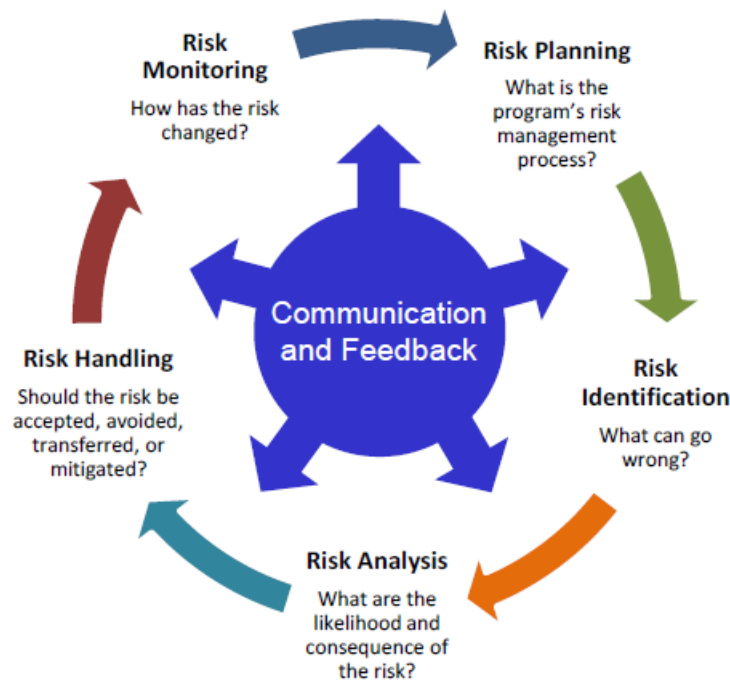 Risk
Monitoring
How has the risk
changed?
Risk Planning
What is the
program's risk
management
process?
Communication
and Feedback
Risk Handling
Should the risk be
accepted, avoided,
transferred, or
mitigated?
Risk
Identification
What can go
wrong?
Risk Analysis
What are the
likelihood and
consequence of
the risk?